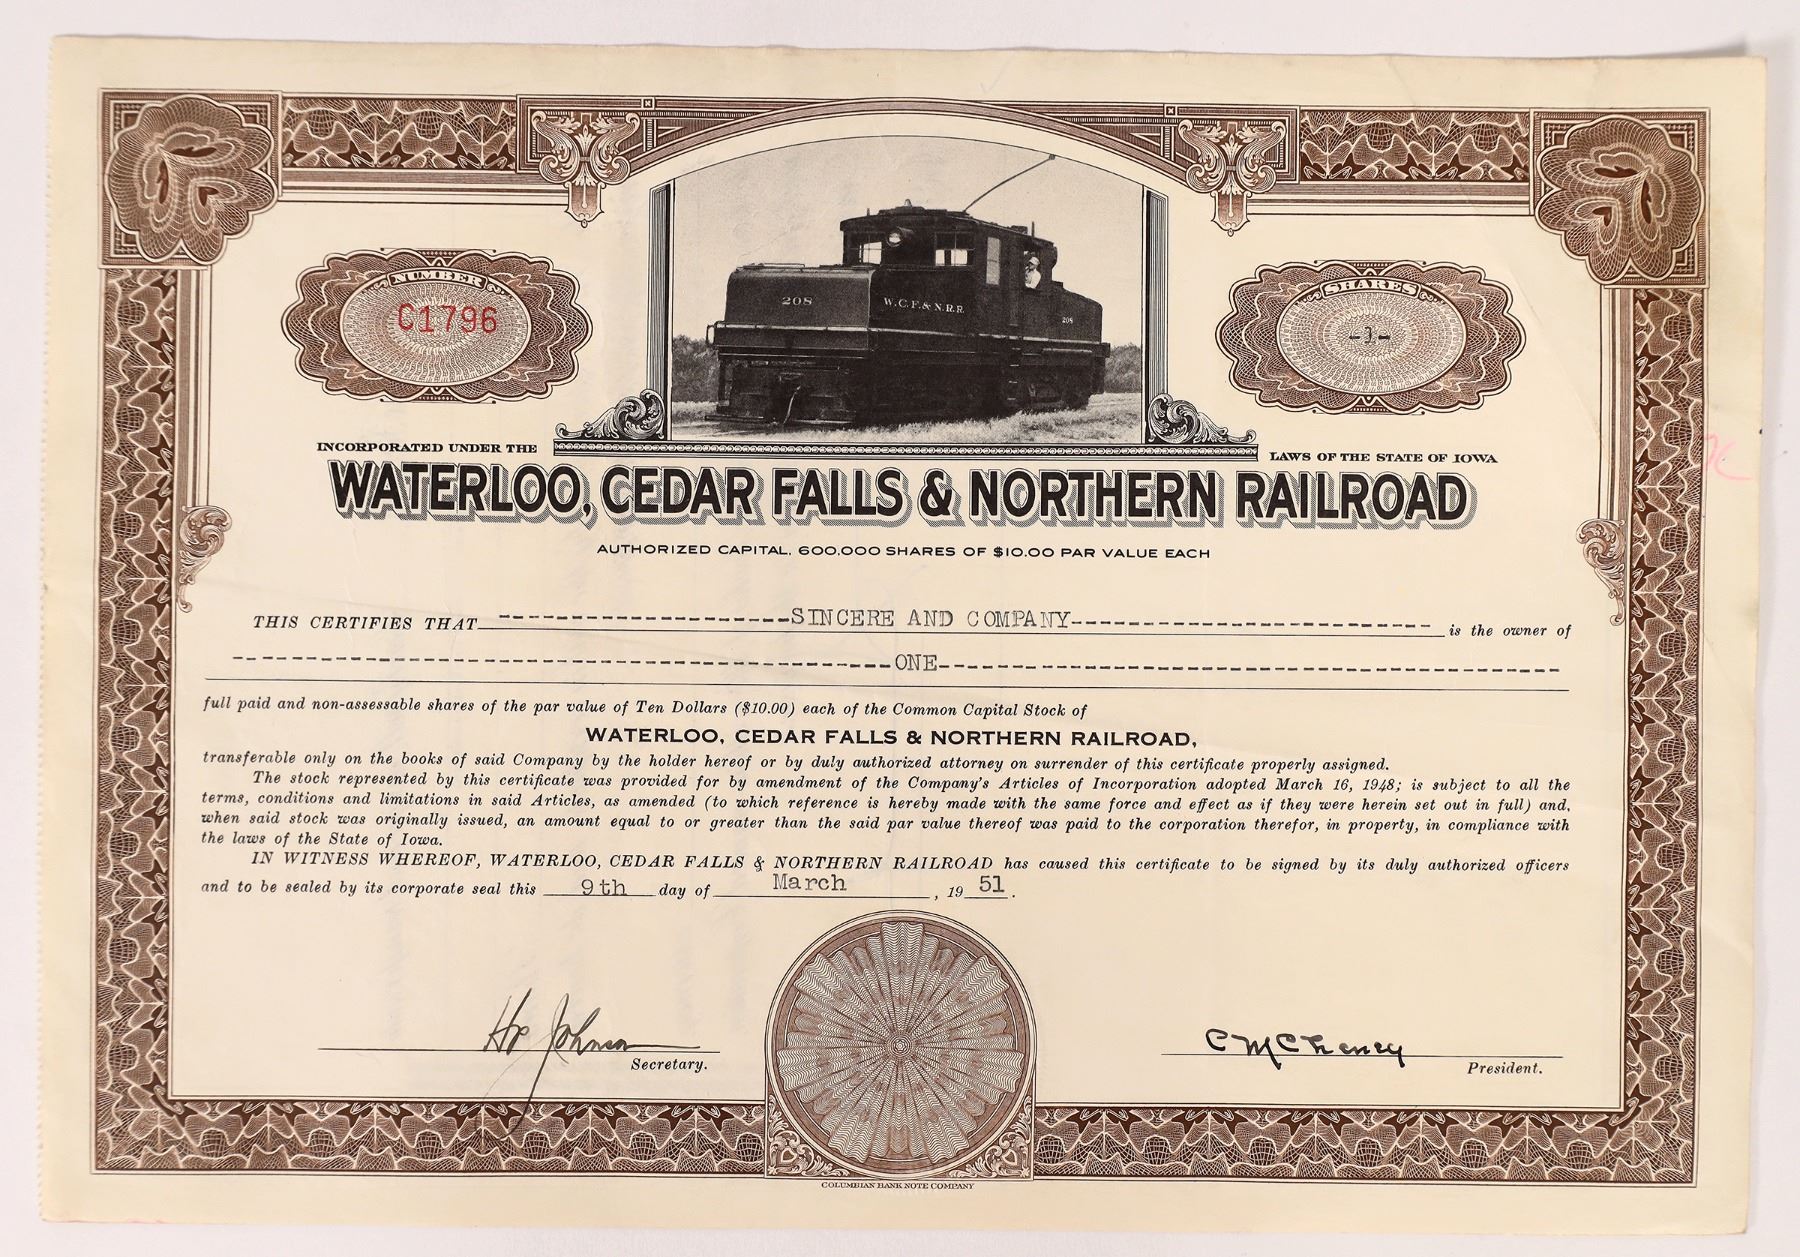 NUMBER
C1796
SHARES
-1-
208
W.C.F.& N.R.R.
208
INCORPORATED UNDER THE
LAWS OF THE STATE OF IOWA
WATERLOO, CEDAR FALLS & NORTHERN RAILROAD
AUTHORIZED CAPITAL, 600,000 SHARES OF $10.00 PAR VALUE EACH
THIS CERTIFIES THAT SINCERE AND COMPANY is the owner of
ONE
full paid and non-assessable shares of the par value of Ten Dollars ($10.00) each of the Common Capital Stock of
WATERLOO, CEDAR FALLS & NORTHERN RAILROAD,
transferable only on the books of said Company by the holder hereof or by duly authorized attorney on surrender of this certificate properly assigned.
The stock represented by this certificate was provided for by amendment of the Company's Articles of Incorporation adopted March 16, 1948; is subject to all the
terms, conditions and limitations in said Articles, as amended (to which reference is hereby made with the same force and effect as if they were herein set out in full) and,
when said stock was originally issued, an amount equal to or greater than the said par value thereof was paid to the corporation therefor, in property, in compliance with
the laws of the State of Iowa.
IN WITNESS WHEREOF, WATERLOO, CEDAR FALLS & NORTHERN RAILROAD has caused this certificate to be signed by its duly authorized officers
and to be sealed by its corporate seal this 9th day of March, 1951.
Johnson
Secretary.
C M Cheney
President.
COLUMBIAN BANK NOTE COMPANY